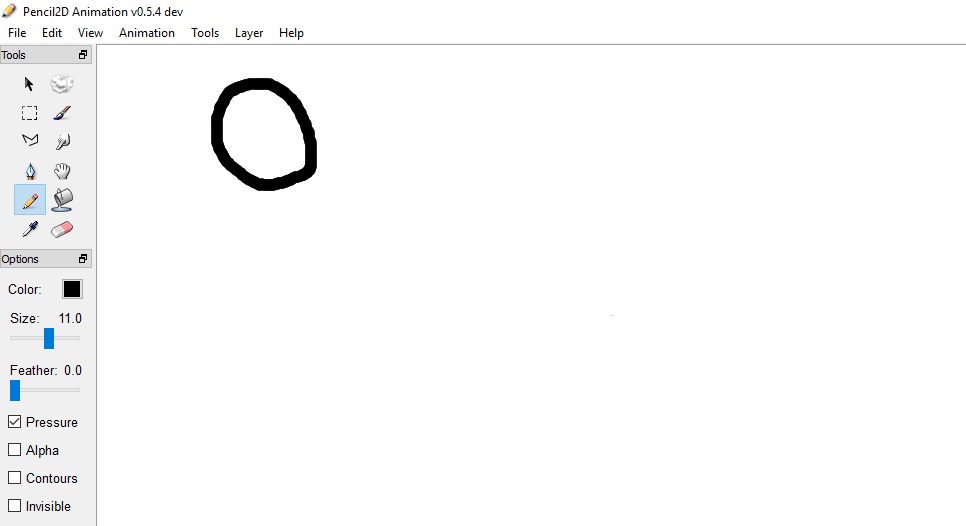 Pencil2D Animation v0.5.4 dev
File Edit View Animation Tools Layer Help
Tools
Options
Color:
Size: 11.0
Feather: 0.0
Pressure
Alpha
Contours
Invisible